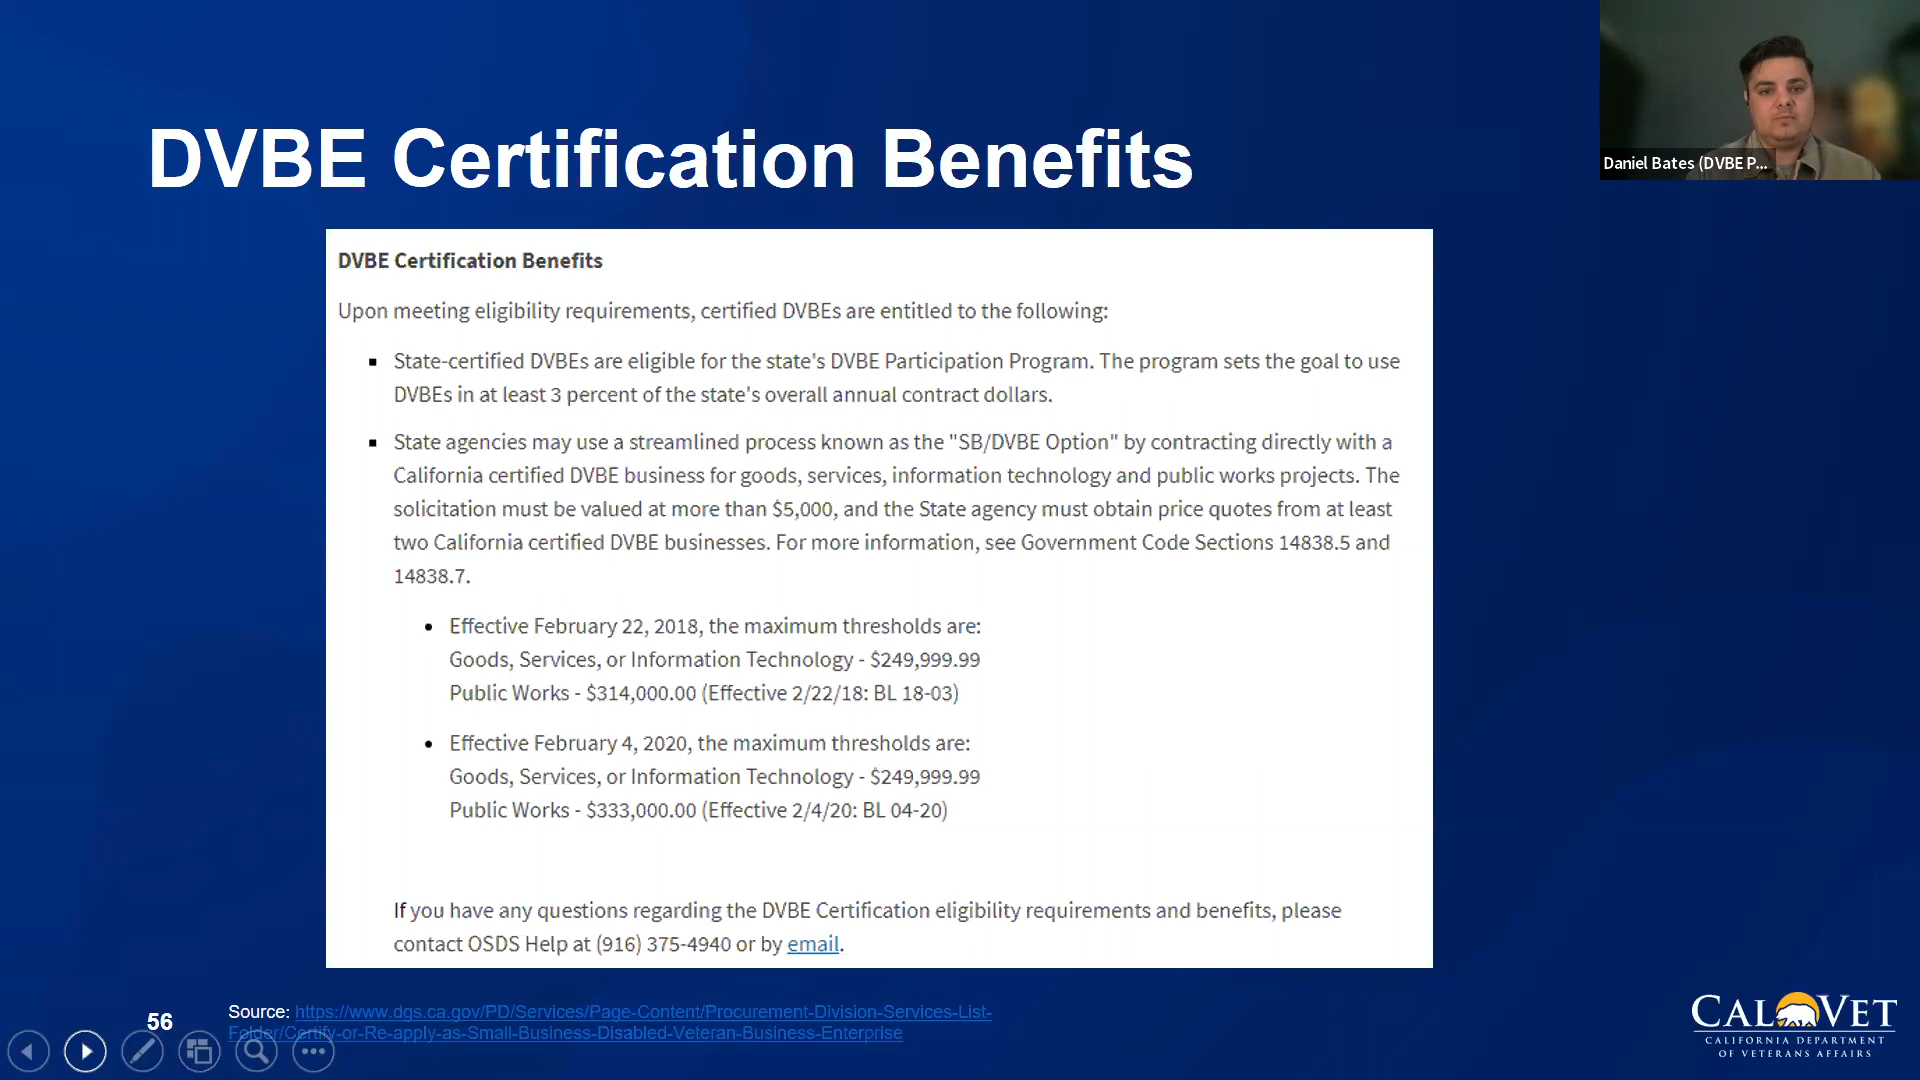 DVBE Certification Benefits
Daniel Bates (DVBE P...
DVBE Certification Benefits
Upon meeting eligibility requirements, certified DVBEs are entitled to the following:
▪ State-certified DVBEs are eligible for the state's DVBE Participation Program. The program sets the goal to use
DVBEs in at least 3 percent of the state's overall annual contract dollars.
▪ State agencies may use a streamlined process known as the "SB/DVBE Option" by contracting directly with a
California certified DVBE business for goods, services, information technology and public works projects. The
solicitation must be valued at more than $5,000, and the State agency must obtain price quotes from at least
two California certified DVBE businesses. For more information, see Government Code Sections 14838.5 and
14838.7.
• Effective February 22, 2018, the maximum thresholds are:
Goods, Services, or Information Technology - $249,999.99
Public Works - $314,000.00 (Effective 2/22/18: BL 18-03)
• Effective February 4, 2020, the maximum thresholds are:
Goods, Services, or Information Technology - $249,999.99
Public Works - $333,000.00 (Effective 2/4/20: BL 04-20)
If you have any questions regarding the DVBE Certification eligibility requirements and benefits, please
contact OSDS Help at (916) 375-4940 or by email.
56
Source: https://www.dgs.ca.gov/PD/Services/Page-Content/Procurement-Division-Services-List-
Folder/Certify-or-Re-apply-as-Small-Business-Disabled-Veteran-Business-Enterprise
CALVET
CALIFORNIA DEPARTMENT
OF VETERANS AFFAIRS